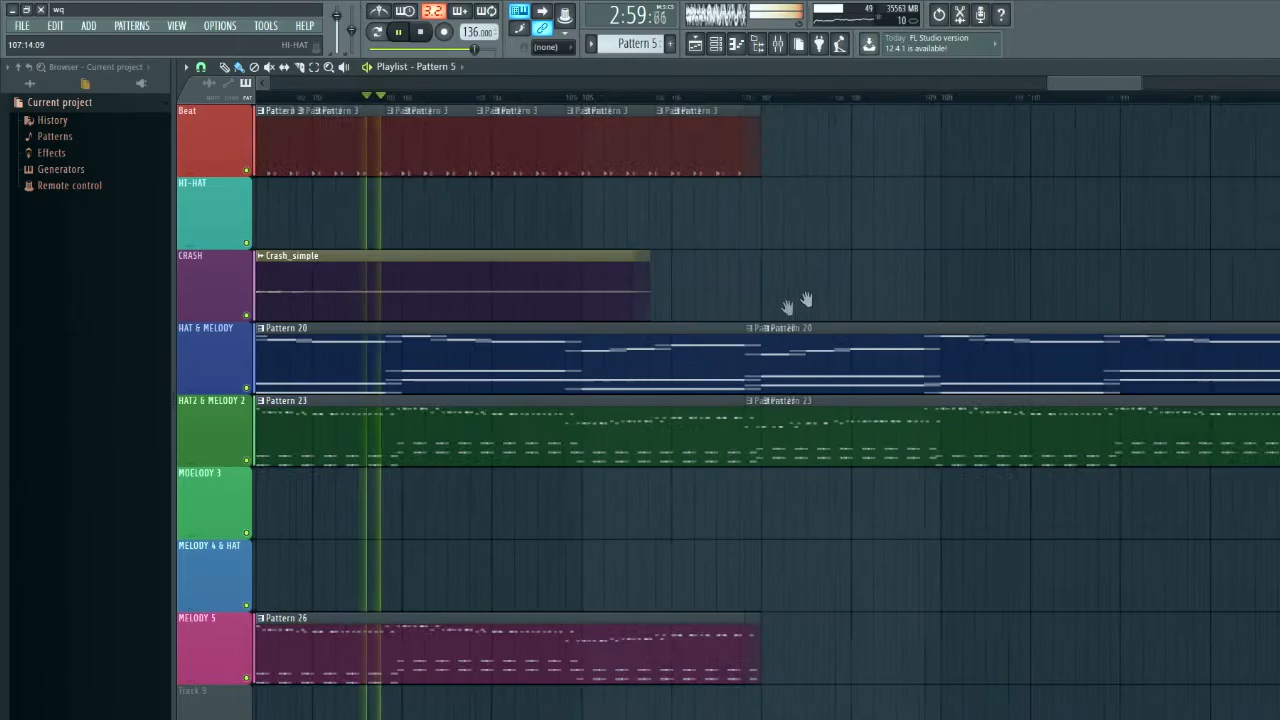 wq
FILE EDIT ADD PATTERNS VIEW OPTIONS TOOLS HELP
107:14.09 HI-HAT
3.2.
136.000
(none)
2:59:66
M:S:CS
Pattern 5
49 35563 MB
10
Today FL Studio version
12.4.1 is available!
Browser - Current project
Playlist - Pattern 5
Current project
History
Patterns
Effects
Generators
Remote control
Beat
Pattern 3
HI-HAT
CRASH
Crash_simple
HAT & MELODY
Pattern 20
HAT2 & MELODY 2
Pattern 23
MOELODY 3
MELODY 4 & HAT
MELODY 5
Pattern 26
Track 9